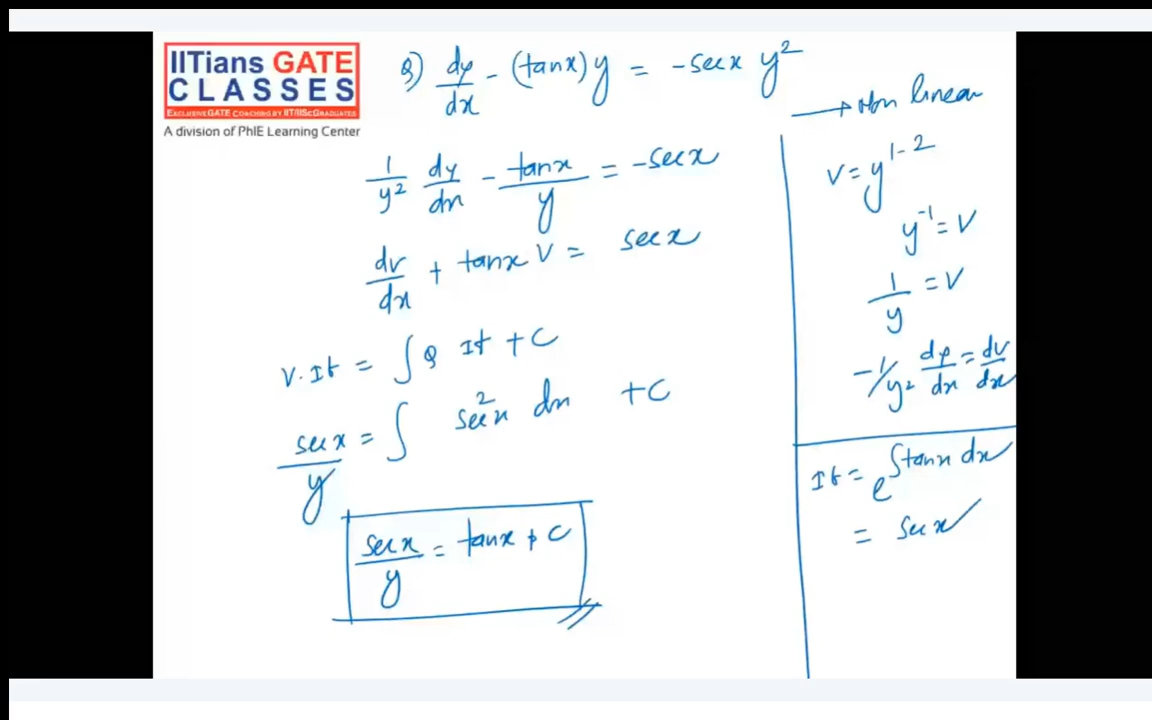 IITians GATE
CLASSES
EXCLUSIVE GATE COACHING BY IIT/IISc GRADUATES
A division of PhIE Learning Center
Q) dy/dx - (tanx)y = -secx y²
→ Non linear
1/y² dy/dx - tanx/y = -secx
dv/dx + tanx v = secx
v.If = ∫Q If + C
secx/y = ∫ sec²x dx + C
secx/y = tanx + C
v = y^1-2
y^-1 = v
1/y = v
-1/y² dy/dx = dv/dx
If = e^∫tanx dx
= secx